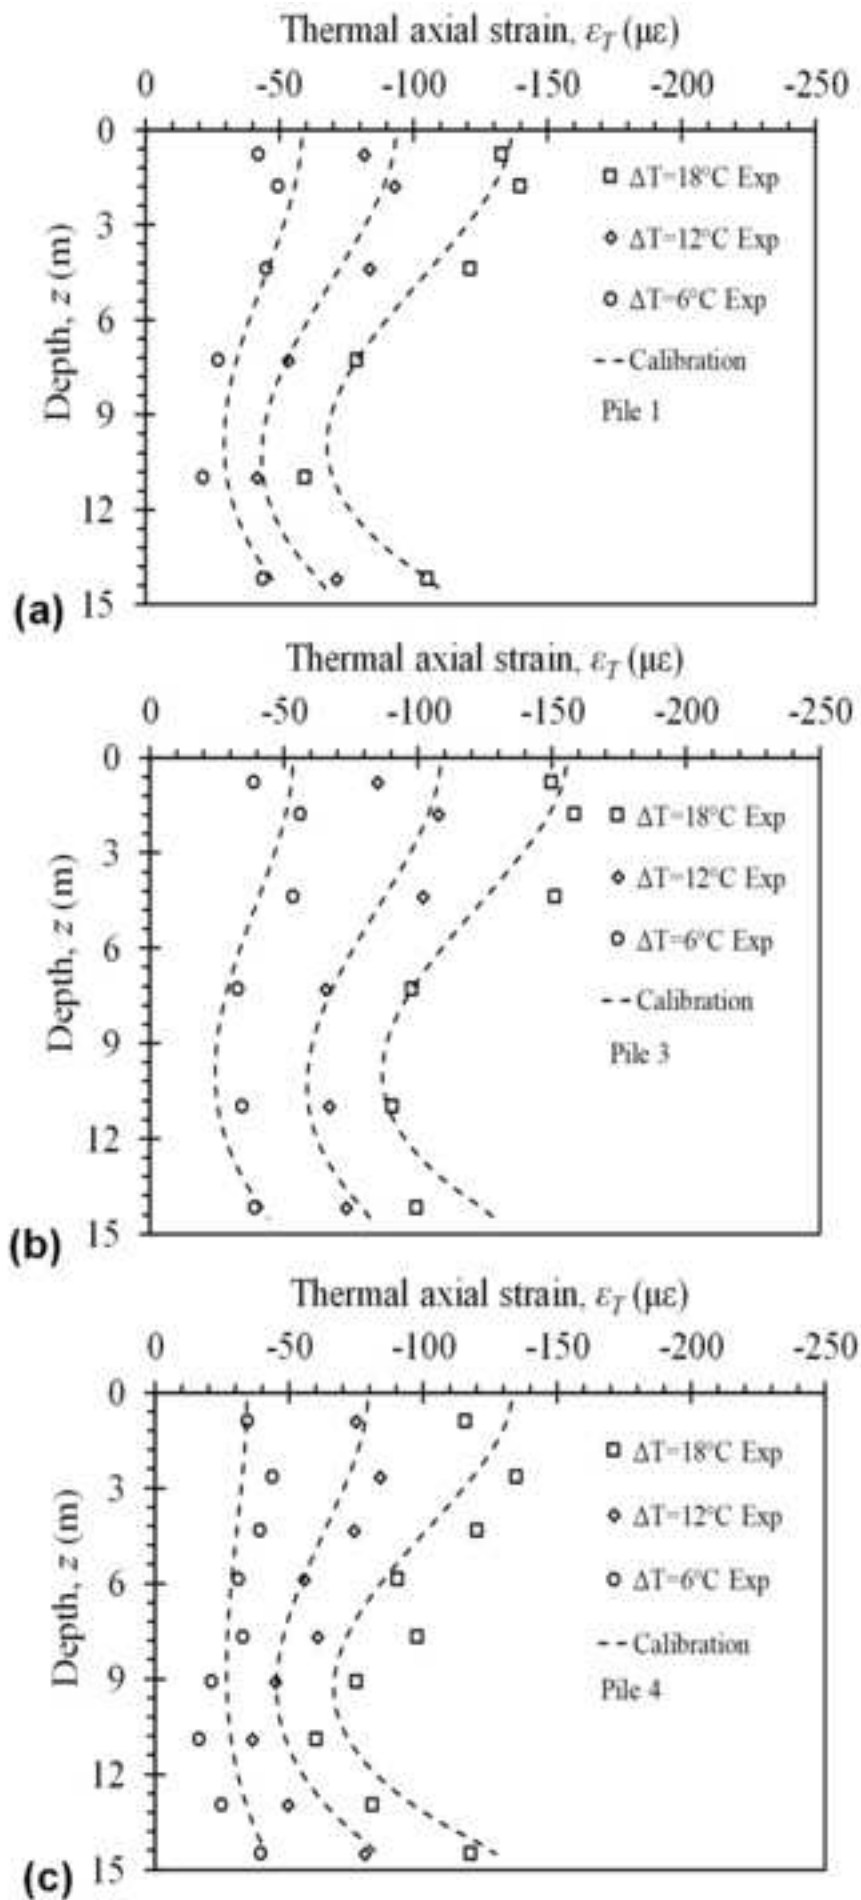 Thermal axial strain, εT (με)
0 -50 -100 -150 -200 -250
0
3
6
9
12
15
Depth, z (m)
ΔT=18°C Exp
ΔT=12°C Exp
ΔT=6°C Exp
Calibration
Pile 1
(a)
Thermal axial strain, εT (με)
0 -50 -100 -150 -200 -250
0
3
6
9
12
15
Depth, z (m)
ΔT=18°C Exp
ΔT=12°C Exp
ΔT=6°C Exp
Calibration
Pile 3
(b)
Thermal axial strain, εT (με)
0 -50 -100 -150 -200 -250
0
3
6
9
12
15
Depth, z (m)
ΔT=18°C Exp
ΔT=12°C Exp
ΔT=6°C Exp
Calibration
Pile 4
(c)